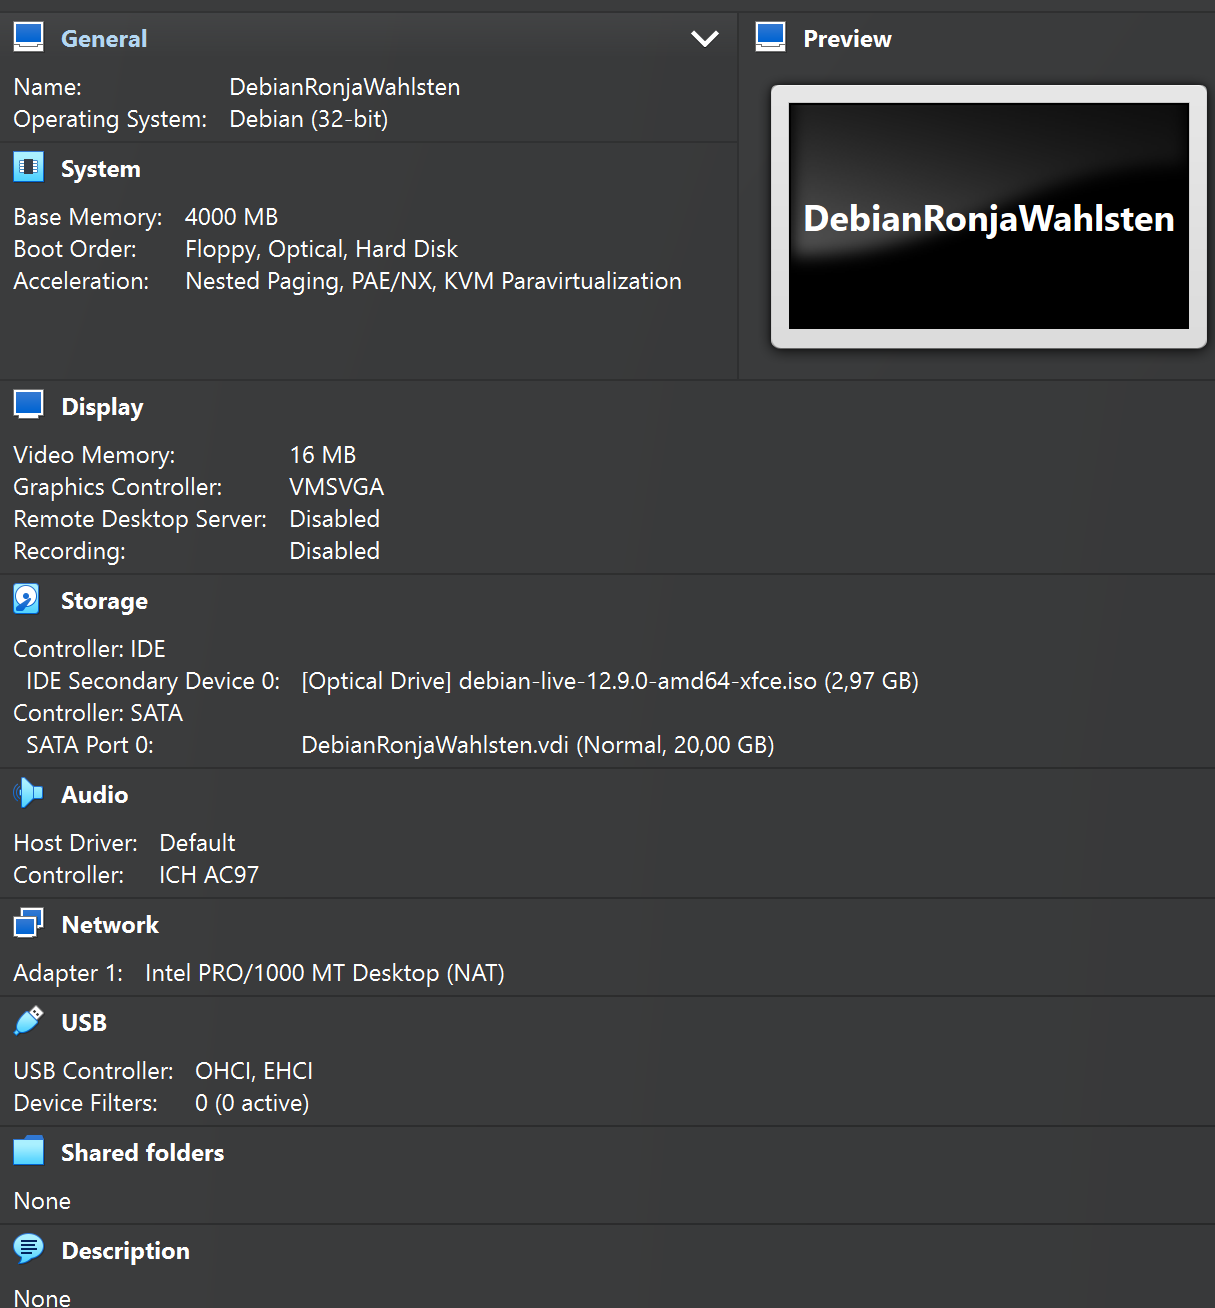 General
Name: DebianRonjaWahlsten
Operating System: Debian (32-bit)
System
Base Memory: 4000 MB
Boot Order: Floppy, Optical, Hard Disk
Acceleration: Nested Paging, PAE/NX, KVM Paravirtualization
Preview
DebianRonjaWahlsten
Display
Video Memory: 16 MB
Graphics Controller: VMSVGA
Remote Desktop Server: Disabled
Recording: Disabled
Storage
Controller: IDE
IDE Secondary Device 0: [Optical Drive] debian-live-12.9.0-amd64-xfce.iso (2,97 GB)
Controller: SATA
SATA Port 0: DebianRonjaWahlsten.vdi (Normal, 20,00 GB)
Audio
Host Driver: Default
Controller: ICH AC97
Network
Adapter 1: Intel PRO/1000 MT Desktop (NAT)
USB
USB Controller: OHCI, EHCI
Device Filters: 0 (0 active)
Shared folders
None
Description
None